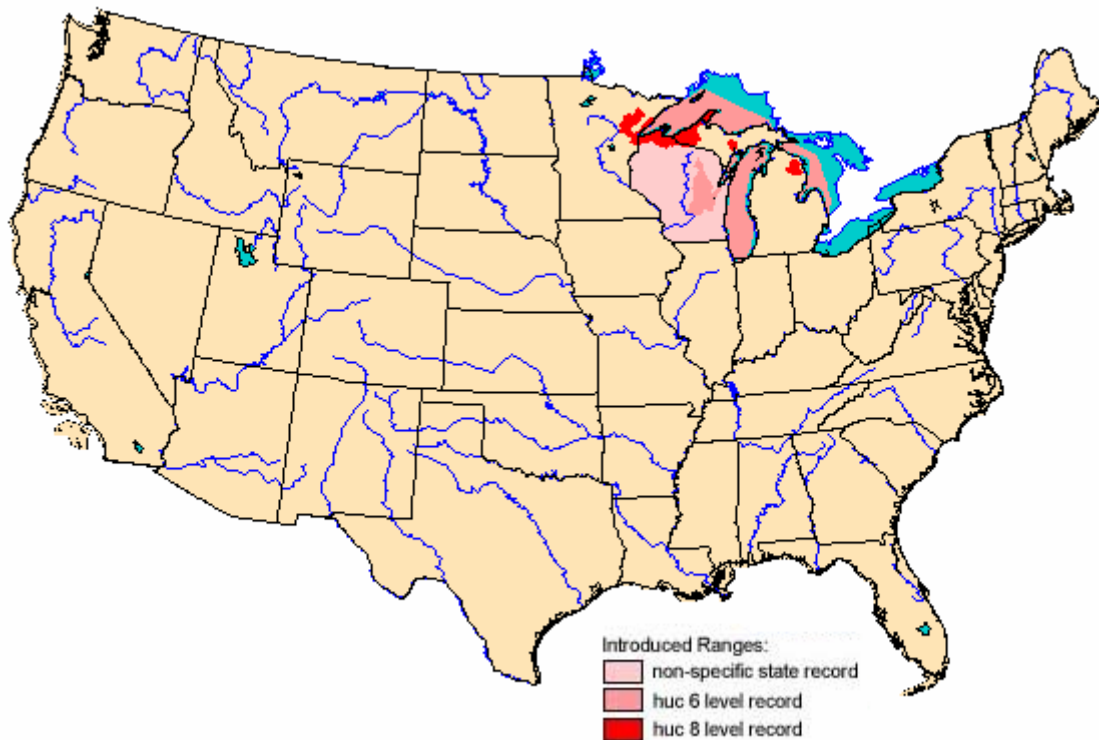 Introduced Ranges:
non-specific state record
huc 6 level record
huc 8 level record